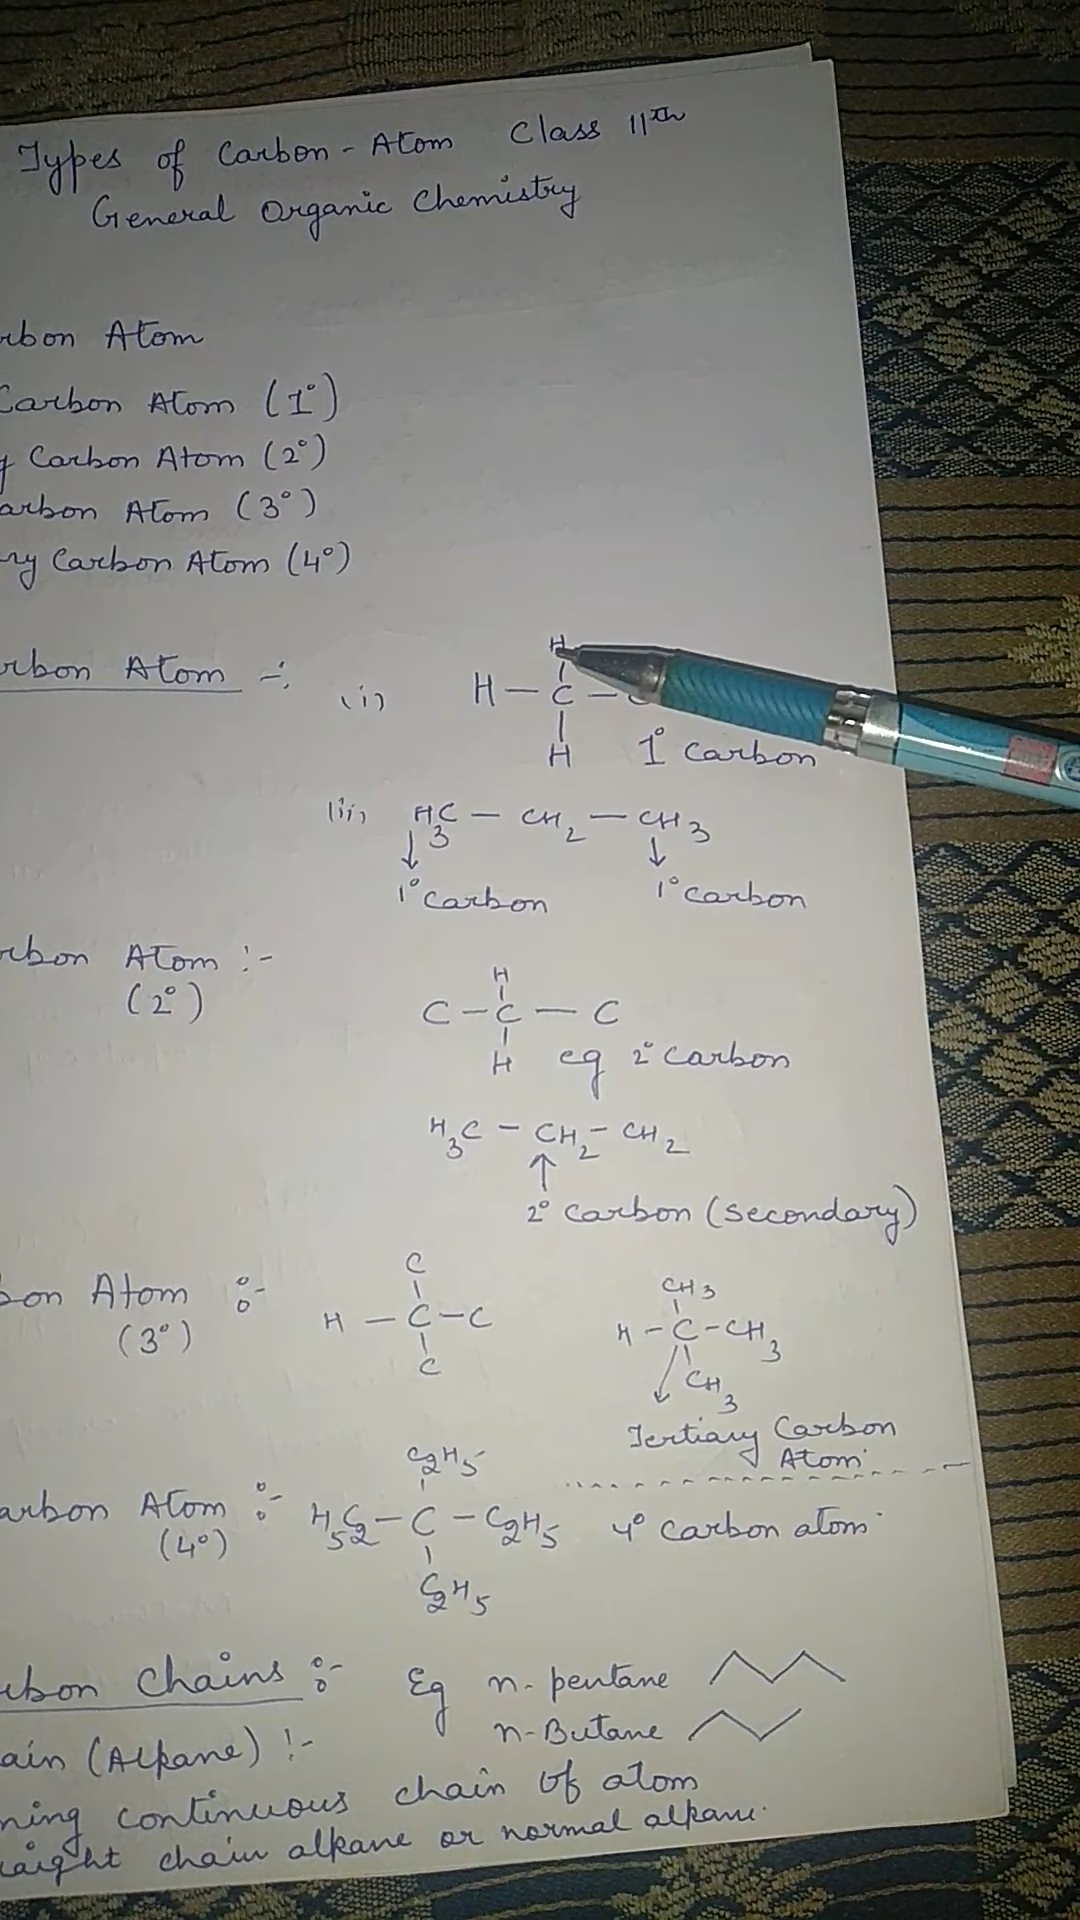 Types of Carbon-Atom Class 11th
General Organic Chemistry
rbon Atom
Carbon Atom (1°)
y Carbon Atom (2°)
arbon Atom (3°)
ry Carbon Atom (4°)
H
rbon Atom -:
(i) H - C -
H 1° Carbon
(ii) H3C - CH2 - CH3
1° Carbon 1° Carbon
rbon Atom :-
(2°)
H
C - C - C
H eg 2° Carbon
H3C - CH2 - CH2
2° Carbon (secondary)
C CH3
bon Atom :-
(3°)
H - C - C H - C - CH3
C CH3
Tertiary Carbon
Atom
C2H5
arbon Atom :-
(4°)
H5C2 - C - C2H5 4° Carbon atom
C2H5
rbon Chains :- Eg n-pentane
n-Butane
ain (Alkane) :-
ning continuous chain of atom
raight chain alkane or normal alkane.